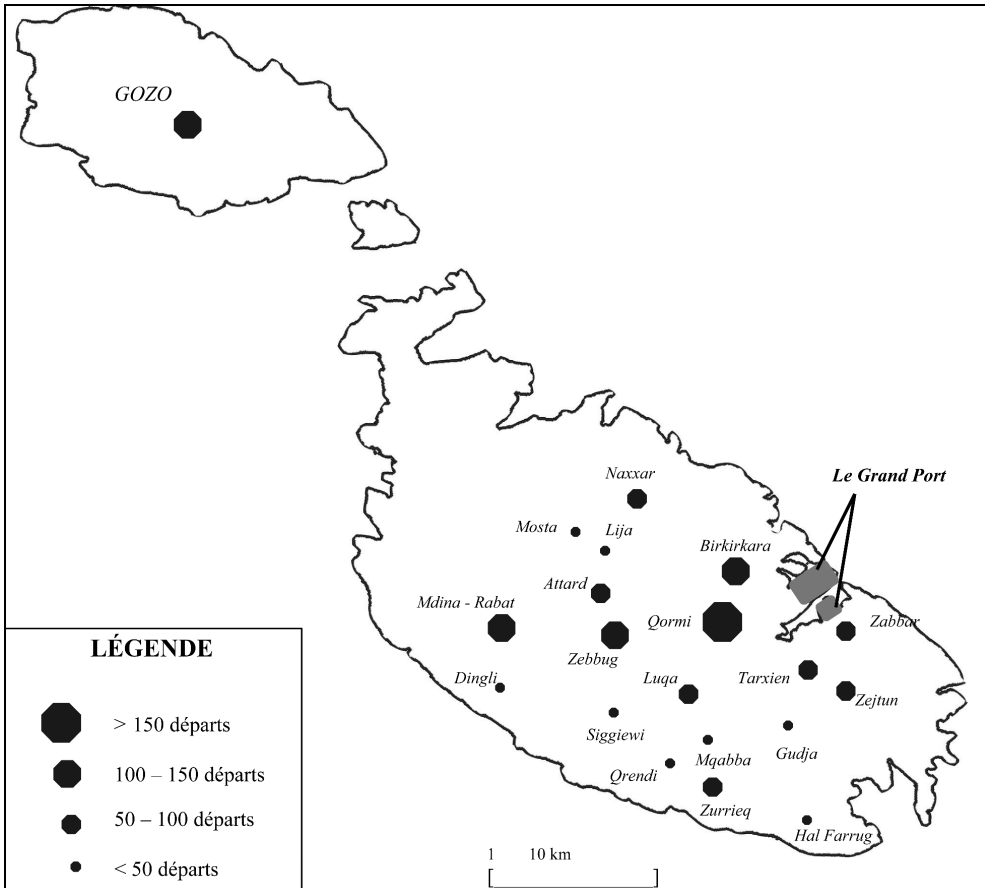 GOZO
Le Grand Port
Naxxar
Mosta
Lija
Birkirkara
Attard
Mdina - Rabat
Qormi
Zabbar
Zebbug
Dingli
Luqa
Tarxien
Zejtun
Siggiewi
Mqabba
Gudja
Qrendi
Zurrieq
Hal Farrug
LÉGENDE
> 150 départs
100 – 150 départs
50 – 100 départs
< 50 départs
1 10 km